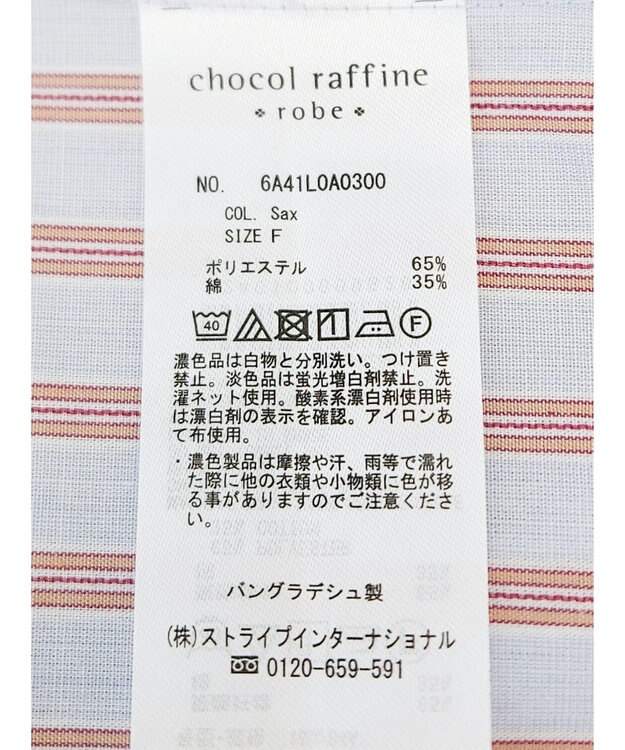 chocol raffine
robe
NO. 6A41L0A0300
COL. Sax
SIZE F
ポリエステル 65%
綿 35%
40
濃色品は白物と分別洗い。つけ置き
禁止。淡色品は蛍光増白剤禁止。洗
濯ネット使用。酸素系漂白剤使用時
は漂白剤の表示を確認。アイロンあ
て布使用。
・濃色製品は摩擦や汗、雨等で濡れ
た際に他の衣類や小物類に色が移
る事がありますのでご注意くださ
い。
バングラデシュ製
(株)ストライプインターナショナル
0120-659-591